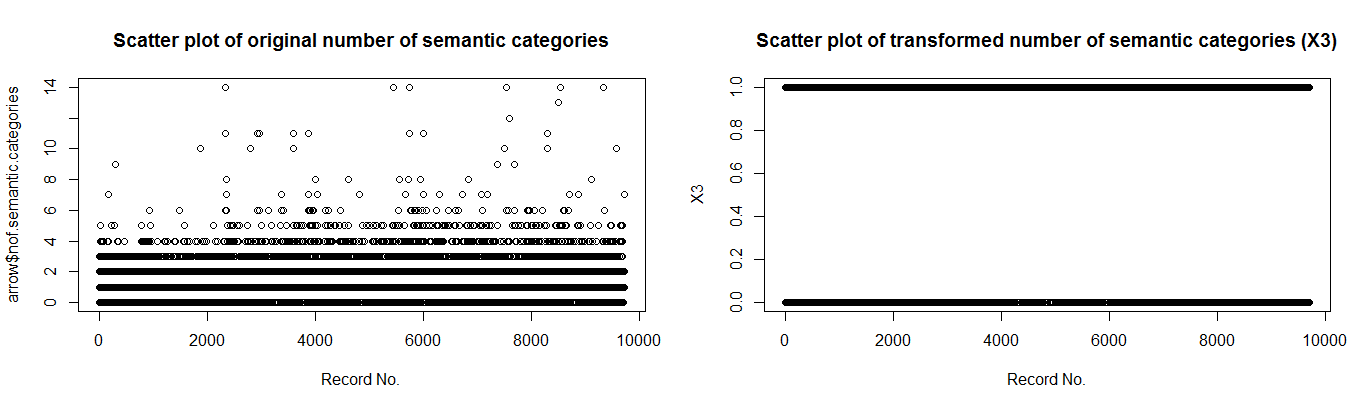 Scatter plot of original number of semantic categories
arrow$nof.semantic.categories
14
10
8
6
4
2
0
0 2000 4000 6000 8000 10000
Record No.
Scatter plot of transformed number of semantic categories (X3)
X3
1.0
0.8
0.6
0.4
0.2
0.0
0 2000 4000 6000 8000 10000
Record No.